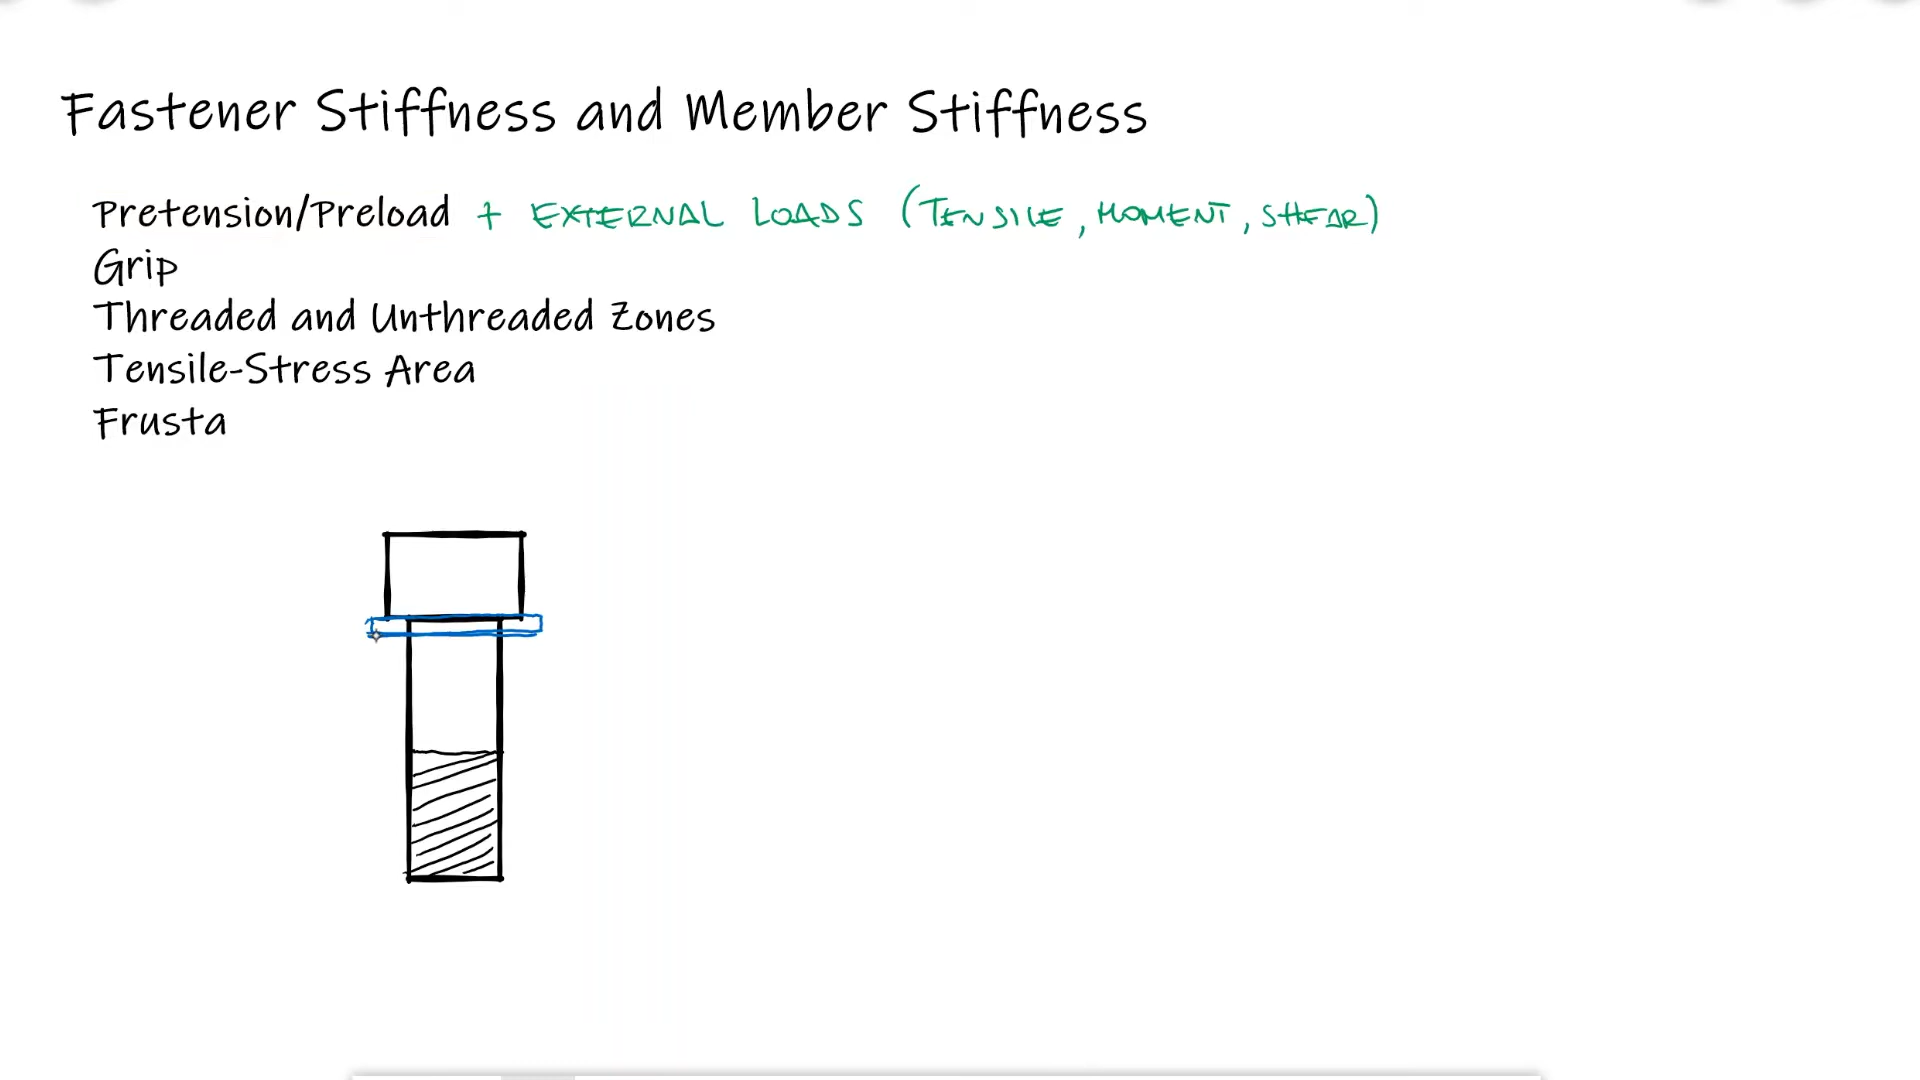 Fastener Stiffness and Member Stiffness
Pretension/Preload + EXTERNAL LOADS (TENSILE, MOMENT, SHEAR)
Grip
Threaded and Unthreaded Zones
Tensile-Stress Area
Frusta